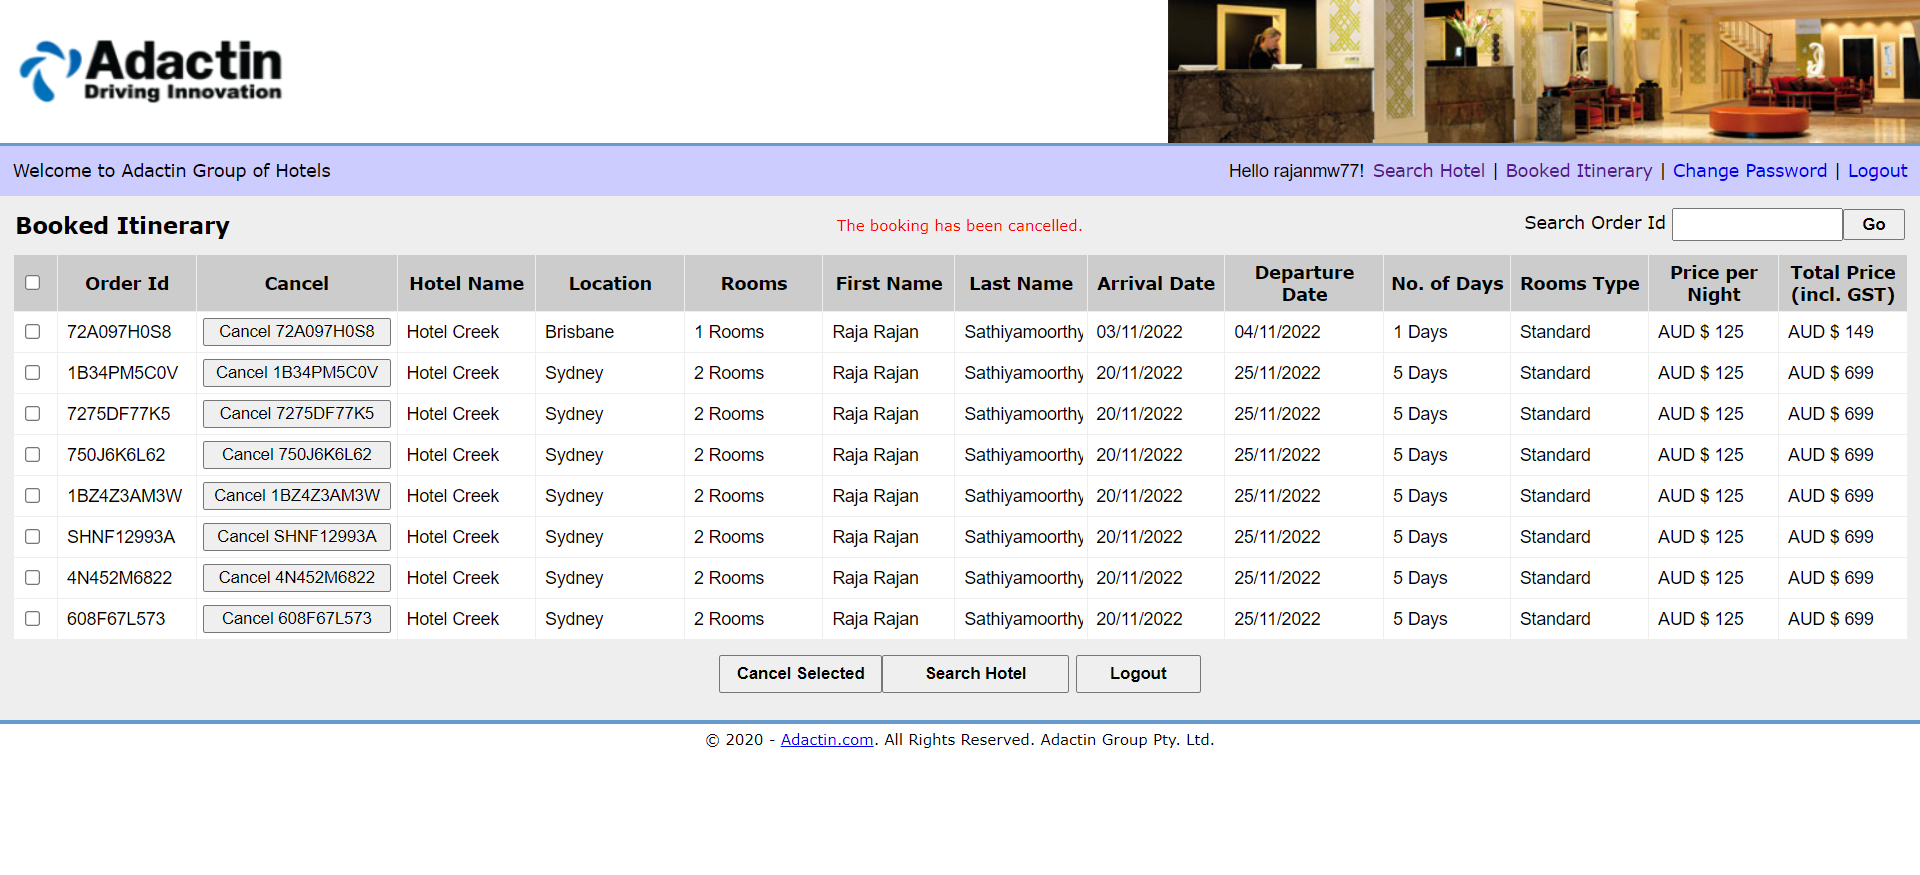 Adactin
Driving Innovation
Welcome to Adactin Group of Hotels
Hello rajanmw77! Search Hotel | Booked Itinerary | Change Password | Logout
Booked Itinerary
The booking has been cancelled.
Search Order Id Go
Order Id Cancel Hotel Name Location Rooms First Name Last Name Arrival Date Departure Date No. of Days Rooms Type Price per Night Total Price (incl. GST)
72A097H0S8 Cancel 72A097H0S8 Hotel Creek Brisbane 1 Rooms Raja Rajan Sathiyamoorthy 03/11/2022 04/11/2022 1 Days Standard AUD $ 125 AUD $ 149
1B34PM5C0V Cancel 1B34PM5C0V Hotel Creek Sydney 2 Rooms Raja Rajan Sathiyamoorthy 20/11/2022 25/11/2022 5 Days Standard AUD $ 125 AUD $ 699
7275DF77K5 Cancel 7275DF77K5 Hotel Creek Sydney 2 Rooms Raja Rajan Sathiyamoorthy 20/11/2022 25/11/2022 5 Days Standard AUD $ 125 AUD $ 699
750J6K6L62 Cancel 750J6K6L62 Hotel Creek Sydney 2 Rooms Raja Rajan Sathiyamoorthy 20/11/2022 25/11/2022 5 Days Standard AUD $ 125 AUD $ 699
1BZ4Z3AM3W Cancel 1BZ4Z3AM3W Hotel Creek Sydney 2 Rooms Raja Rajan Sathiyamoorthy 20/11/2022 25/11/2022 5 Days Standard AUD $ 125 AUD $ 699
SHNF12993A Cancel SHNF12993A Hotel Creek Sydney 2 Rooms Raja Rajan Sathiyamoorthy 20/11/2022 25/11/2022 5 Days Standard AUD $ 125 AUD $ 699
4N452M6822 Cancel 4N452M6822 Hotel Creek Sydney 2 Rooms Raja Rajan Sathiyamoorthy 20/11/2022 25/11/2022 5 Days Standard AUD $ 125 AUD $ 699
608F67L573 Cancel 608F67L573 Hotel Creek Sydney 2 Rooms Raja Rajan Sathiyamoorthy 20/11/2022 25/11/2022 5 Days Standard AUD $ 125 AUD $ 699
Cancel Selected Search Hotel Logout
© 2020 - Adactin.com. All Rights Reserved. Adactin Group Pty. Ltd.